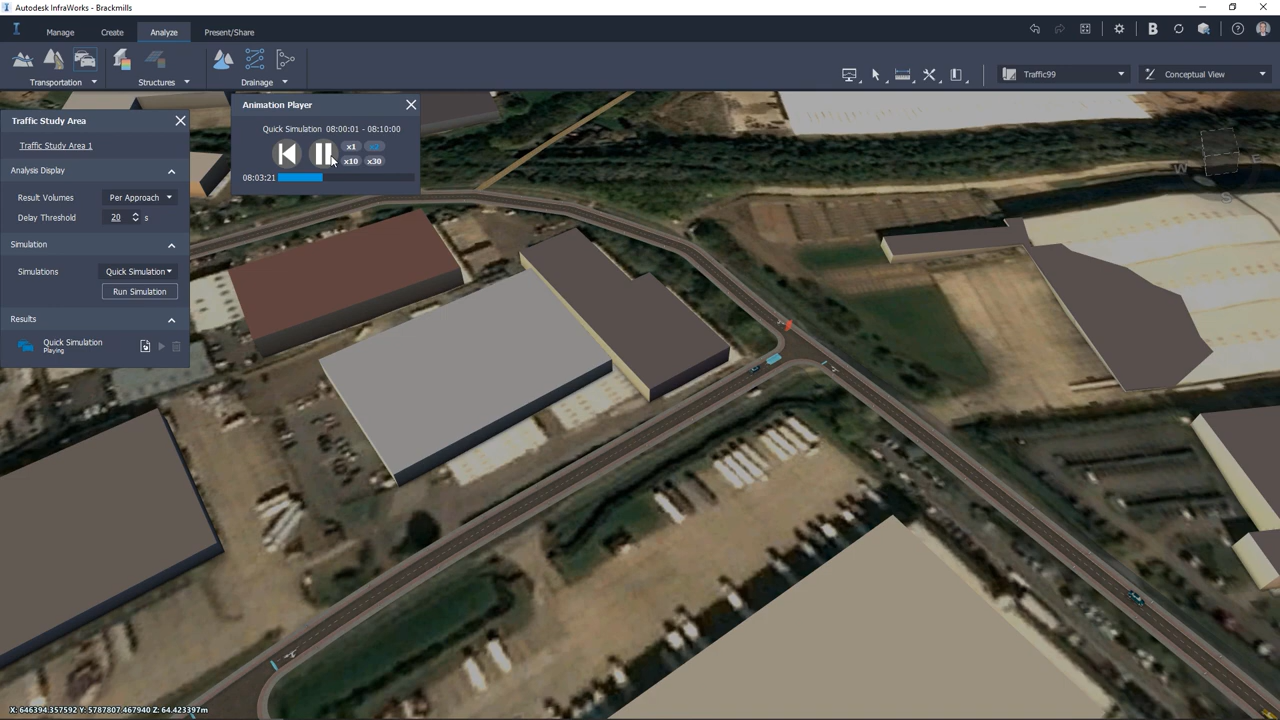 Autodesk InfraWorks - Brackmills
Manage Create Analyze Present/Share
Transportation Structures Drainage
Traffic99 Conceptual View
Traffic Study Area
Traffic Study Area 1
Analysis Display
Result Volumes Per Approach
Delay Threshold 20 s
Simulation
Simulations Quick Simulation
Run Simulation
Results
Quick Simulation
Playing
Animation Player
Quick Simulation 08:00:01 - 08:10:00
x1
x10 x30
08:03:21
W E
S
X: 646394.357592 Y: 5787807.467940 Z: 64.423397m